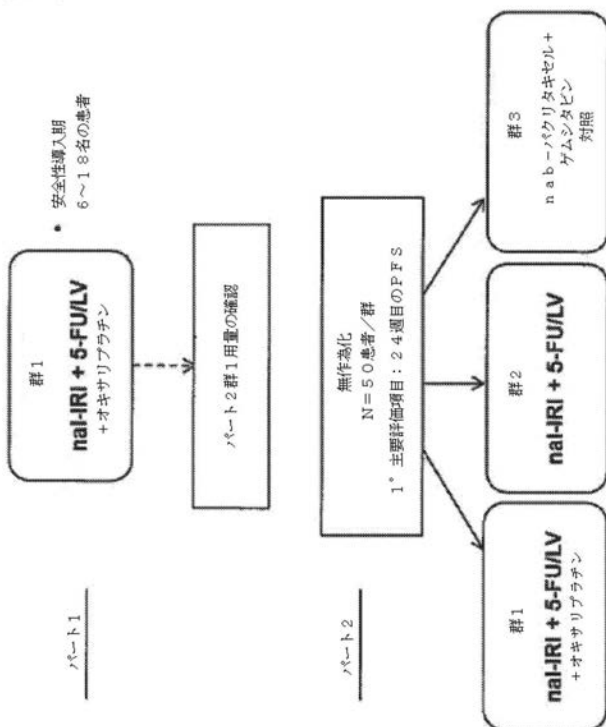 パート1
群1
nal-IRI + 5-FU/LV
+オキサリプラチン
• 安全性導入期
6~18名の患者
パート2群1用量の確認
パート2
無作為化
N=50患者/群
1° 主要評価項目:24週目のPFS
群1
nal-IRI + 5-FU/LV
+オキサリプラチン
群2
nal-IRI + 5-FU/LV
群3
nab-パクリタキセル+
ゲムシタビン
対照